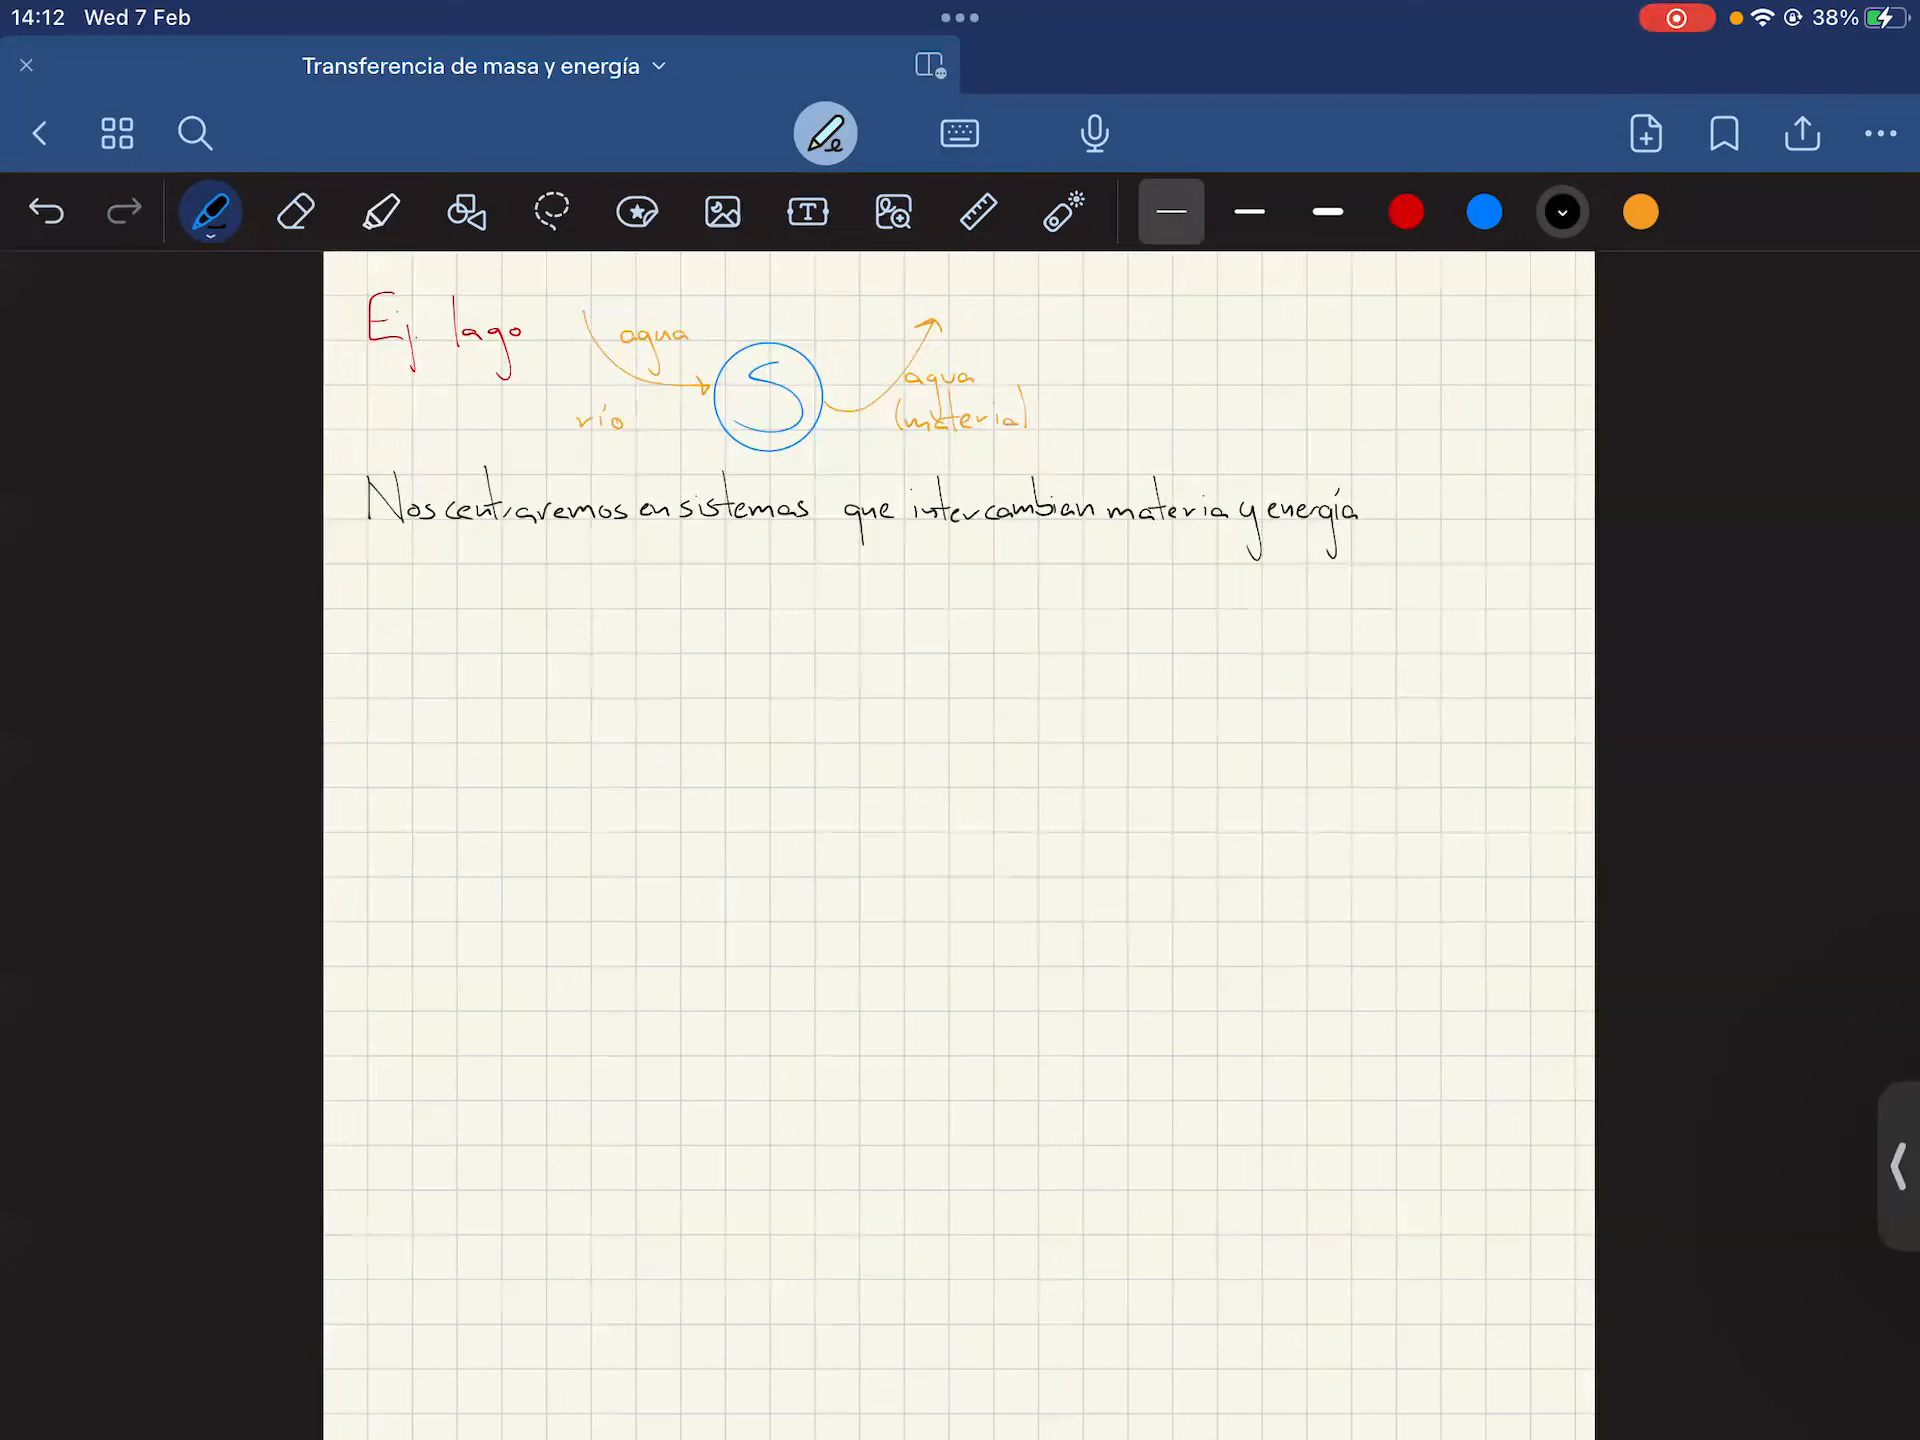 14:12 Wed 7 Feb 38%
Transferencia de masa y energía
Ej lago
agua
agua
río
(material)
Nos centraremos en sistemas que intercambian materia y energía